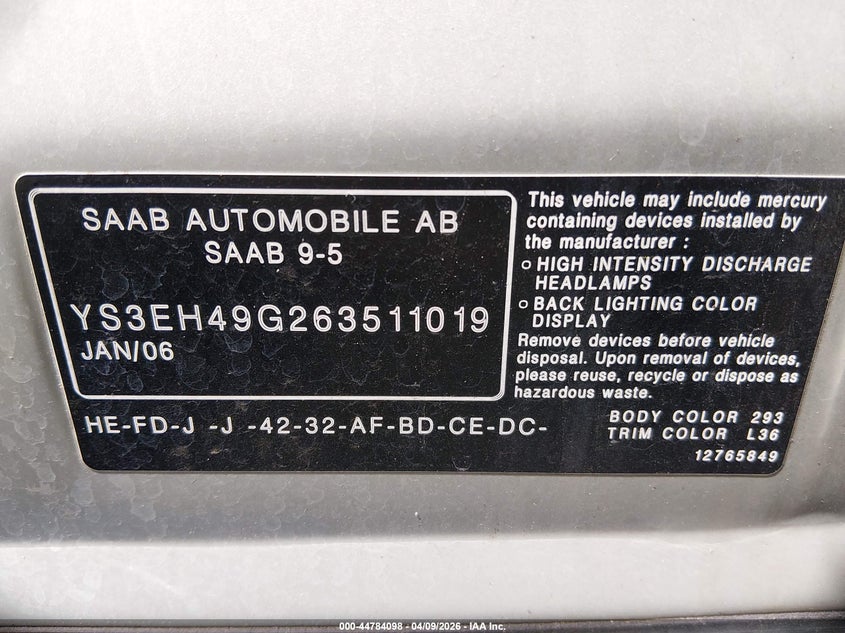 SAAB AUTOMOBILE AB
SAAB 9-5
YS3EH49G263511019
JAN/06
HE-FD-J -J -42-32-AF-BD-CE-DC-
This vehicle may include mercury
containing devices installed by
the manufacturer :
o HIGH INTENSITY DISCHARGE
HEADLAMPS
o BACK LIGHTING COLOR
DISPLAY
Remove devices before vehicle
disposal. Upon removal of devices,
please reuse, recycle or dispose as
hazardous waste.
BODY COLOR 293
TRIM COLOR L36
12765849
000-44784098 - 04/09/2026 - IAA Inc.